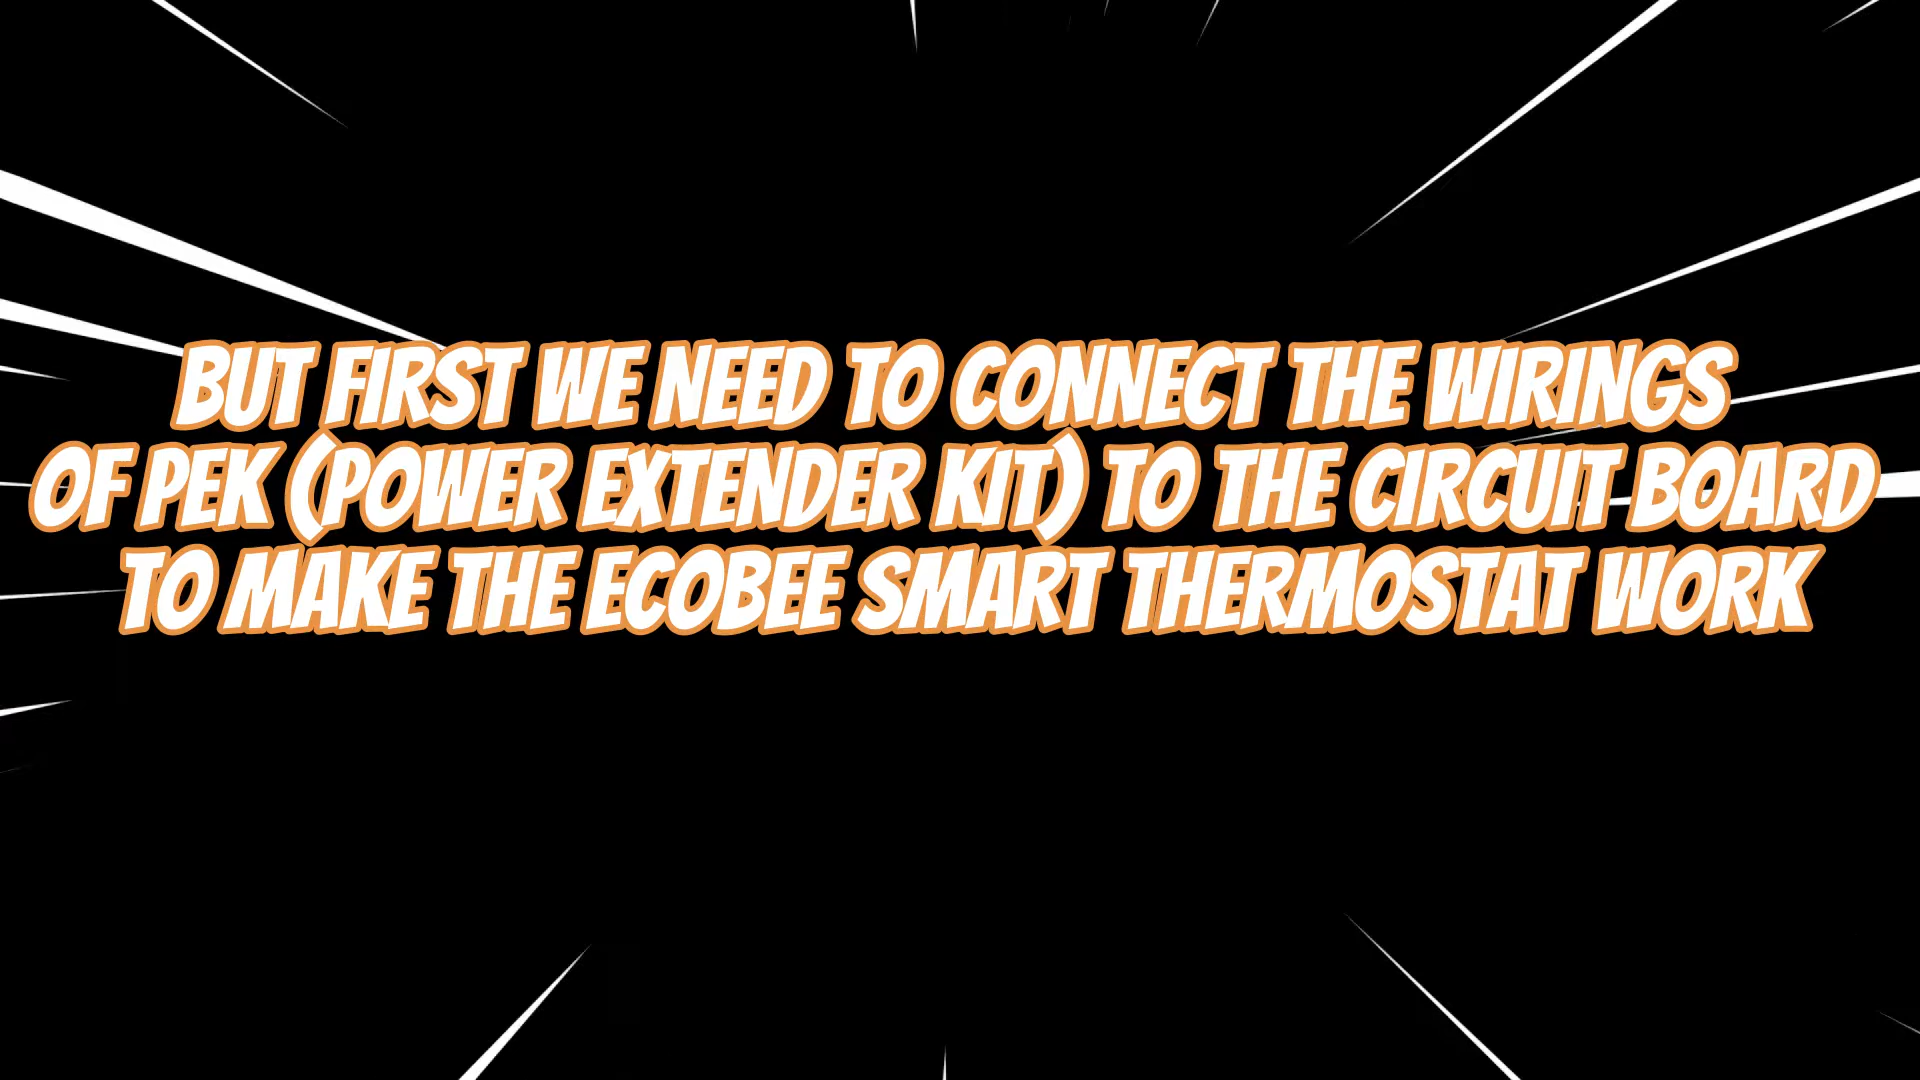 BUT FIRST WE NEED TO CONNECT THE WIRINGS
OF PEK (POWER EXTENDER KIT) TO THE CIRCUIT BOARD
TO MAKE THE ECOBEE SMART THERMOSTAT WORK